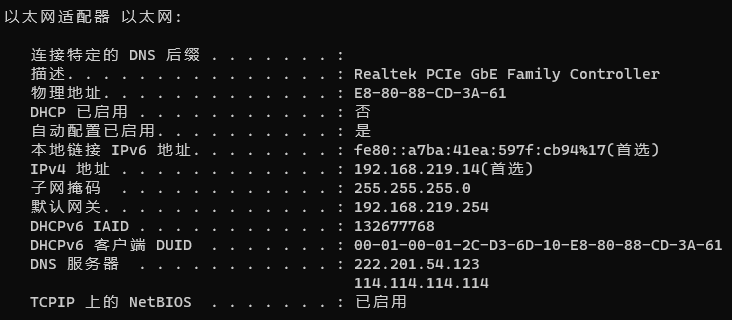 以太网适配器 以太网:
连接特定的 DNS 后缀 . . . . . . . :
描述. . . . . . . . . . . . . . . : Realtek PCIe GbE Family Controller
物理地址. . . . . . . . . . . . . : E8-80-88-CD-3A-61
DHCP 已启用 . . . . . . . . . . . : 否
自动配置已启用. . . . . . . . . . : 是
本地链接 IPv6 地址. . . . . . . . : fe80::a7ba:41ea:597f:cb94%17(首选)
IPv4 地址 . . . . . . . . . . . . : 192.168.219.14(首选)
子网掩码  . . . . . . . . . . . . : 255.255.255.0
默认网关. . . . . . . . . . . . . : 192.168.219.254
DHCPv6 IAID . . . . . . . . . . . : 132677768
DHCPv6 客户端 DUID  . . . . . . . : 00-01-00-01-2C-D3-6D-10-E8-80-88-CD-3A-61
DNS 服务器  . . . . . . . . . . . : 222.201.54.123
114.114.114.114
TCPIP 上的 NetBIOS  . . . . . . . : 已启用